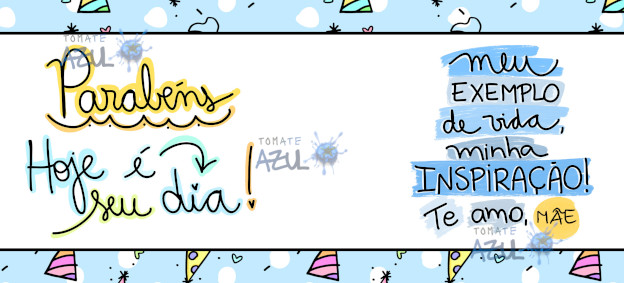 TOMATE
AZUL
Parabéns
Hoje é
seu dia!
TOMATE
AZUL
meu
EXEMPLO
de vida,
minha
INSPIRAÇÃO!
Te amo, MÃE
TOMATE
AZUL